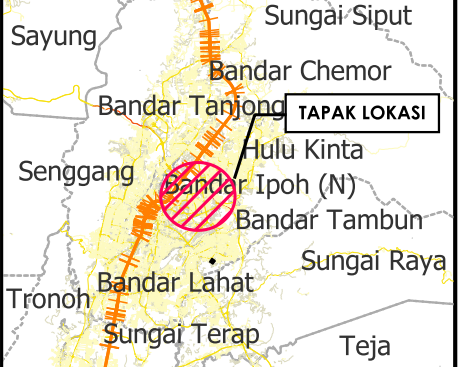 Sungai Siput
Sayung
Bandar Chemor
Bandar Tanjong
TAPAK LOKASI
Hulu Kinta
Senggang
Bandar Ipoh (N)
Bandar Tambun
Sungai Raya
Bandar Lahat
Tronoh
Sungai Terap
Teja